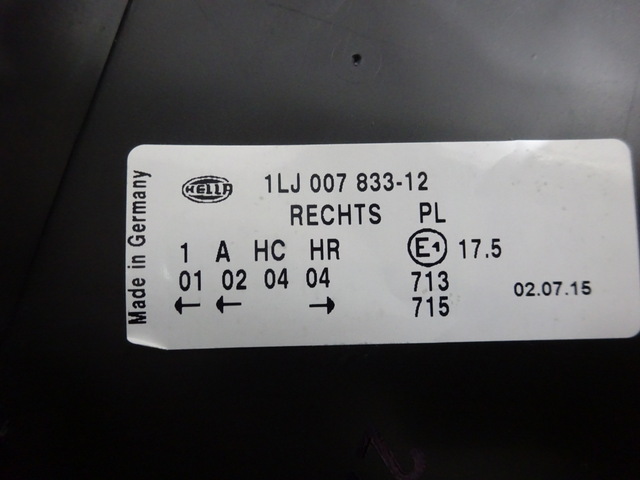 Made in Germany
HELLA 1LJ 007 833-12
RECHTS PL
1 A HC HR E1 17.5
01 02 04 04 713
← ← → 715
02.07.15